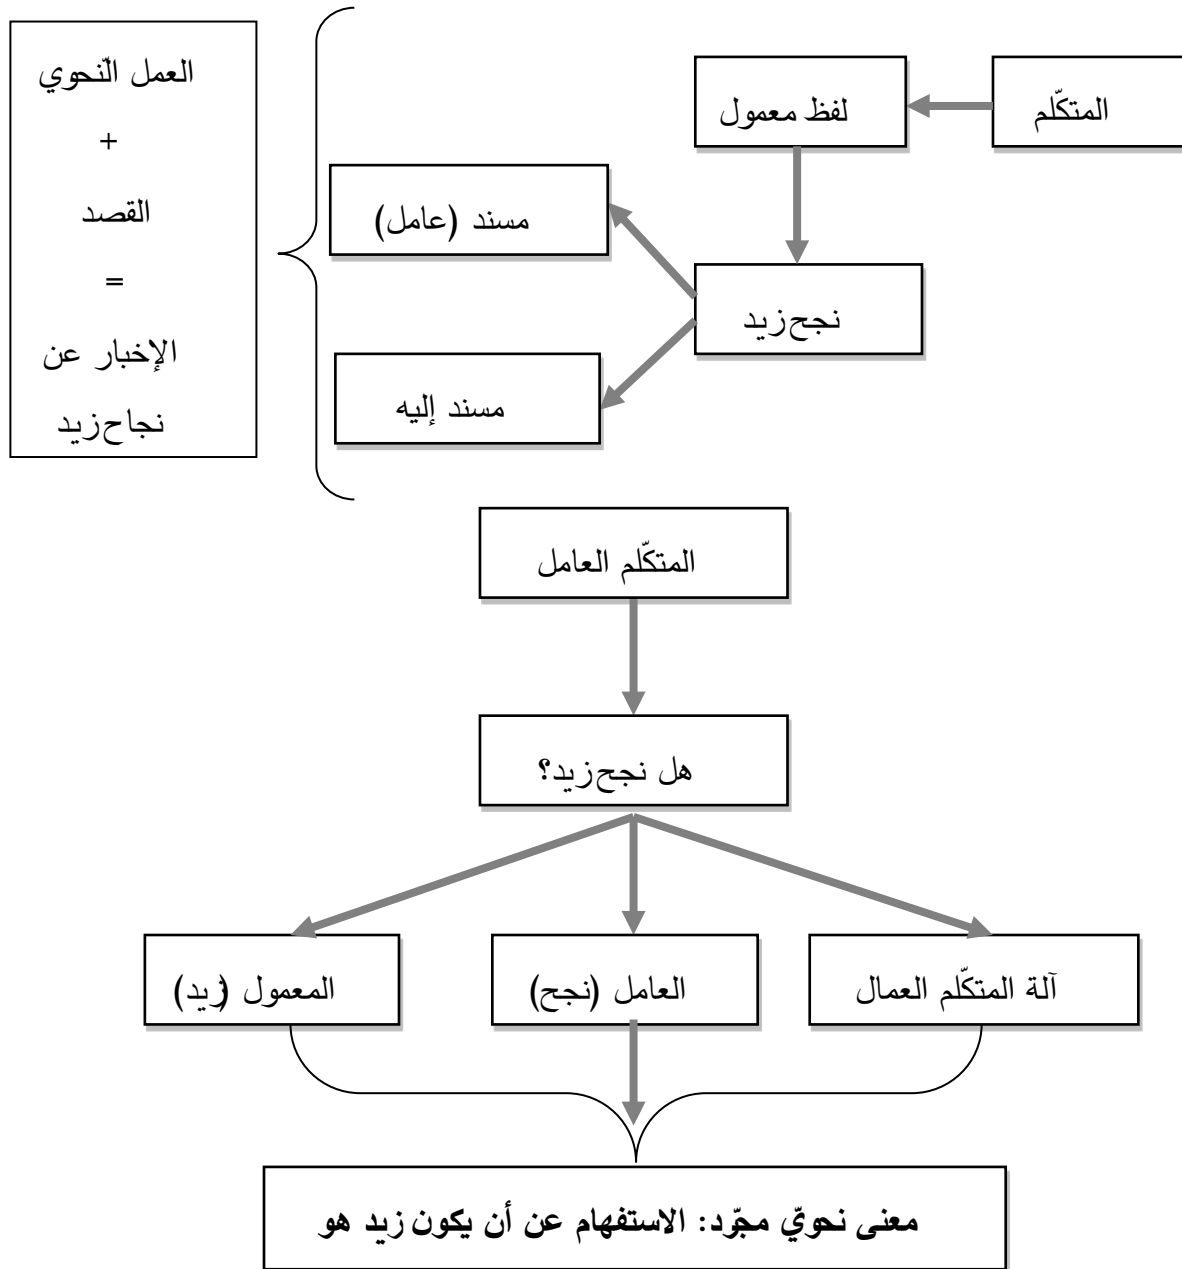 المتكلّم
لفظ معمول
نجح زيد
مسند (عامل)
مسند إليه
العمل النّحوي
+
القصد
=
الإخبار عن
نجاح زيد
المتكلّم العامل
هل نجح زيد؟
آلة المتكلّم العمال
العامل (نجح)
المعمول (زيد)
معنى نحويّ مجرّد: الاستفهام عن أن يكون زيد هو